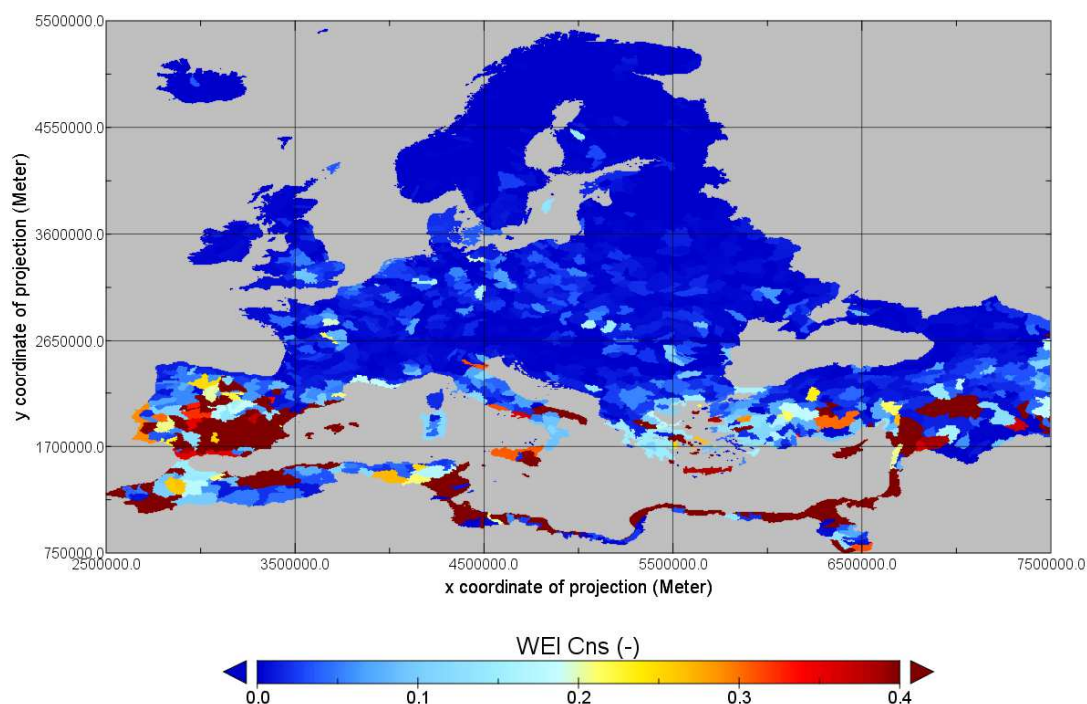 5500000.0
4550000.0
3600000.0
2650000.0
1700000.0
750000.0
y coordinate of projection (Meter)
2500000.0 3500000.0 4500000.0 5500000.0 6500000.0 7500000.0
x coordinate of projection (Meter)
WEI Cns (-)
0.0 0.1 0.2 0.3 0.4